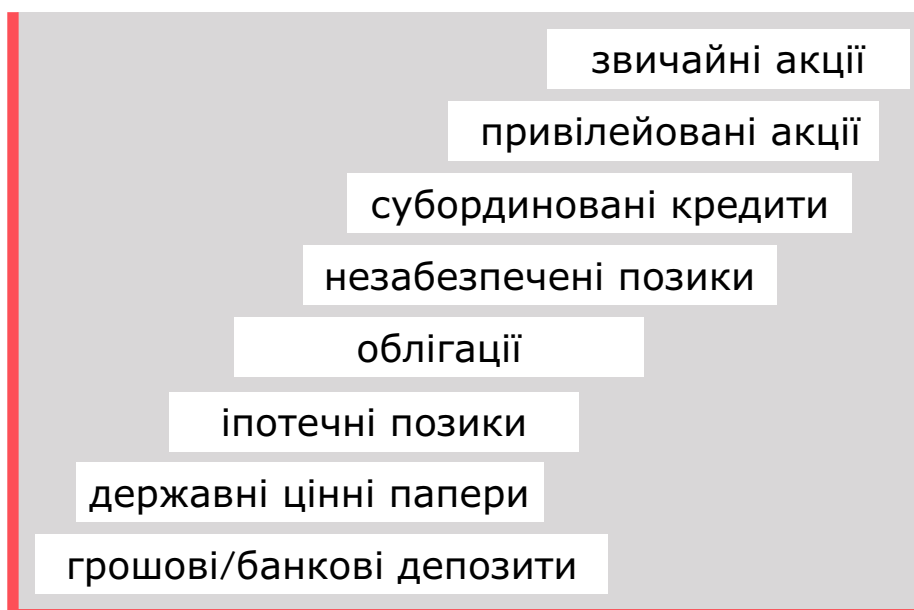 звичайні акції
привілейовані акції
субординовані кредити
незабезпечені позики
облігації
іпотечні позики
державні цінні папери
грошові/банкові депозити